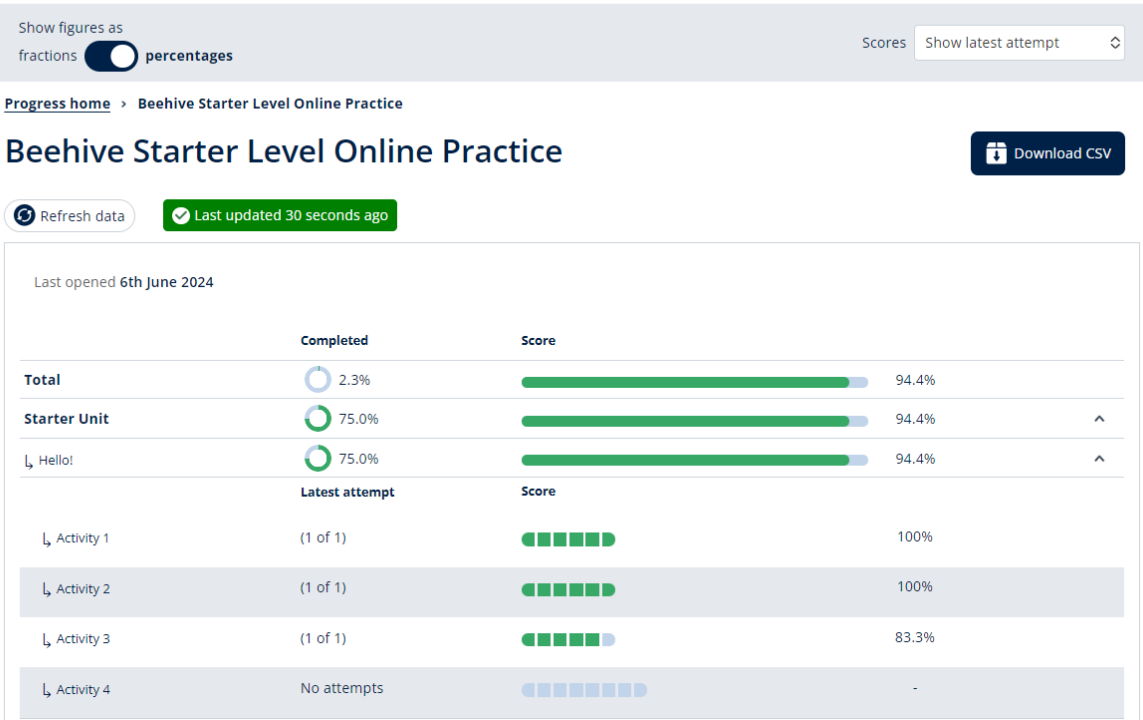 Show figures as
fractions percentages
Scores Show latest attempt
Progress home › Beehive Starter Level Online Practice
Beehive Starter Level Online Practice
Download CSV
Refresh data Last updated 30 seconds ago
Last opened 6th June 2024
Completed Score
Total 2.3% 94.4%
Starter Unit 75.0% 94.4%
Hello! 75.0% 94.4%
Latest attempt Score
Activity 1 (1 of 1) 100%
Activity 2 (1 of 1) 100%
Activity 3 (1 of 1) 83.3%
Activity 4 No attempts -